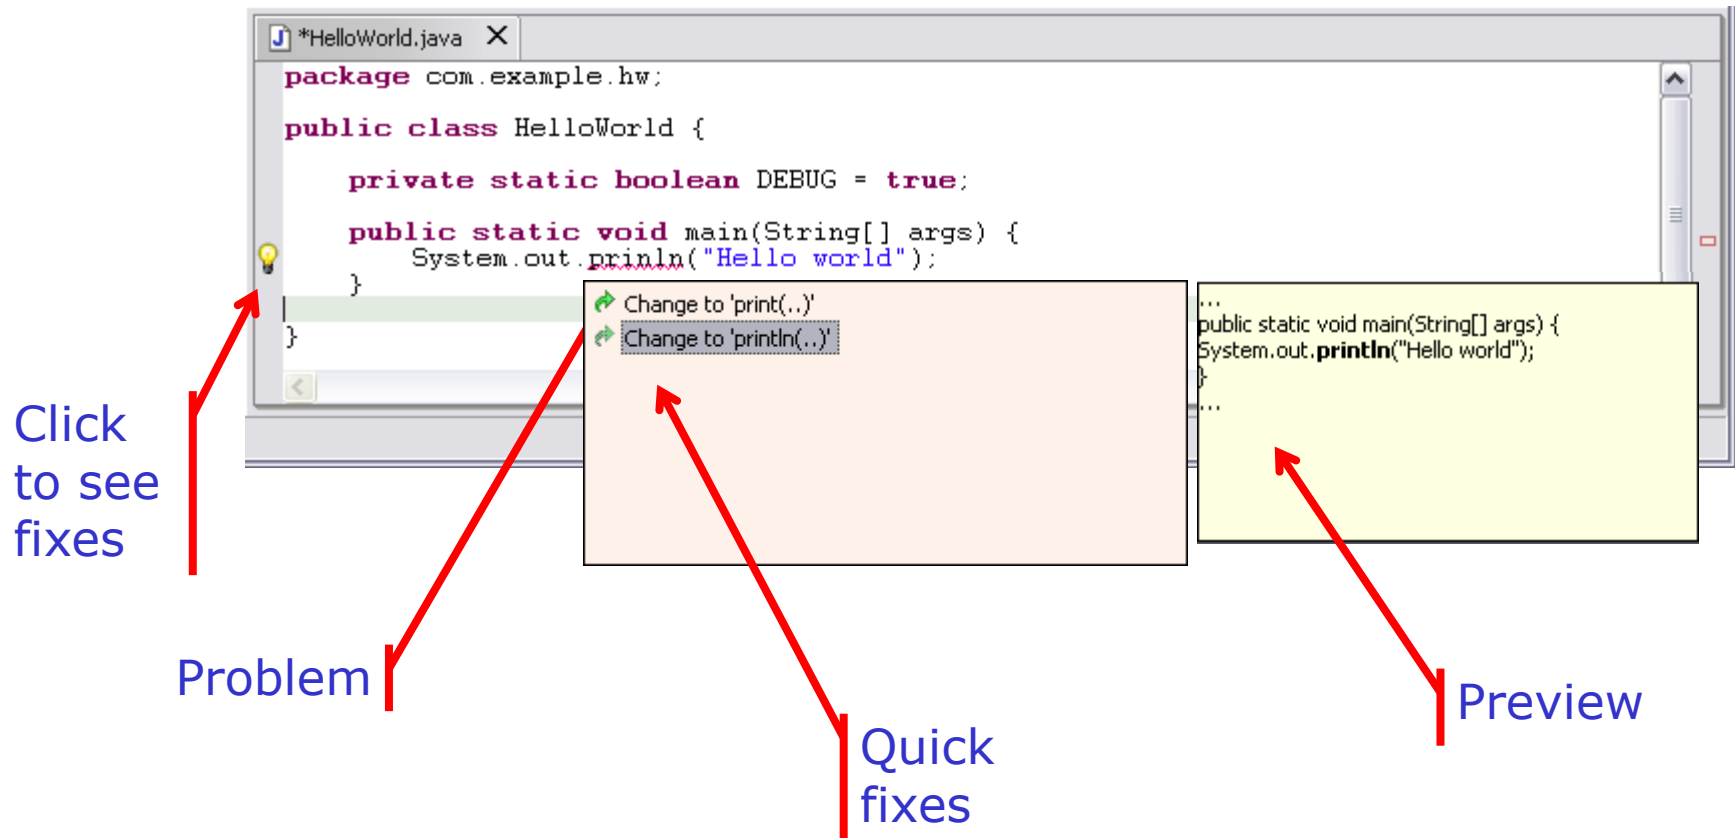 *HelloWorld.java
package com.example.hw;
public class HelloWorld {
private static boolean DEBUG = true;
public static void main(String[] args) {
System.out.prinln("Hello world");
}
}
Change to 'print(..)'
Change to 'println(..)'
...
public static void main(String[] args) {
System.out.println("Hello world");
}
...
Click
to see
fixes
Problem
Quick
fixes
Preview